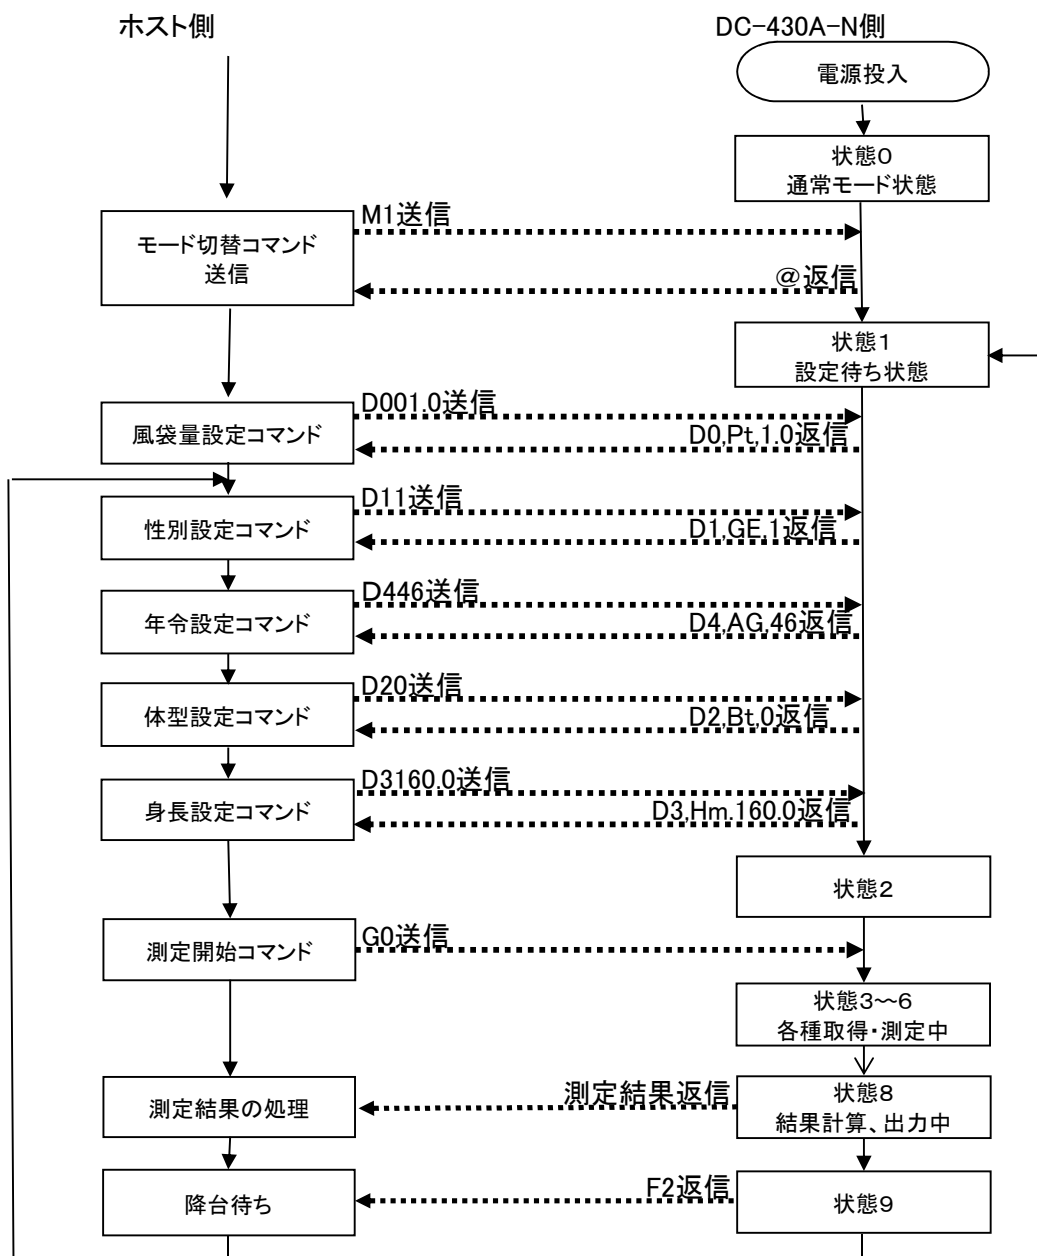 ホスト側
DC-430A-N側
電源投入
状態0
通常モード状態
M1送信
モード切替コマンド
送信
@返信
状態1
設定待ち状態
D001.0送信
風袋量設定コマンド
D0,Pt,1.0返信
D11送信
性別設定コマンド
D1,GE,1返信
D446送信
年令設定コマンド
D4,AG,46返信
D20送信
体型設定コマンド
D2,Bt,0返信
D3160.0送信
身長設定コマンド
D3,Hm.160.0返信
状態2
G0送信
測定開始コマンド
状態3~6
各種取得・測定中
測定結果返信
測定結果の処理
状態8
結果計算、出力中
F2返信
降台待ち
状態9